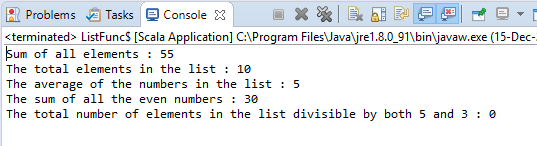 Problems Tasks Console
<terminated> ListFunc$ [Scala Application] C:\Program Files\Java\jre1.8.0_91\bin\javaw.exe (15-Dec-
Sum of all elements : 55
The total elements in the list : 10
The average of the numbers in the list : 5
The sum of all the even numbers : 30
The total number of elements in the list divisible by both 5 and 3 : 0